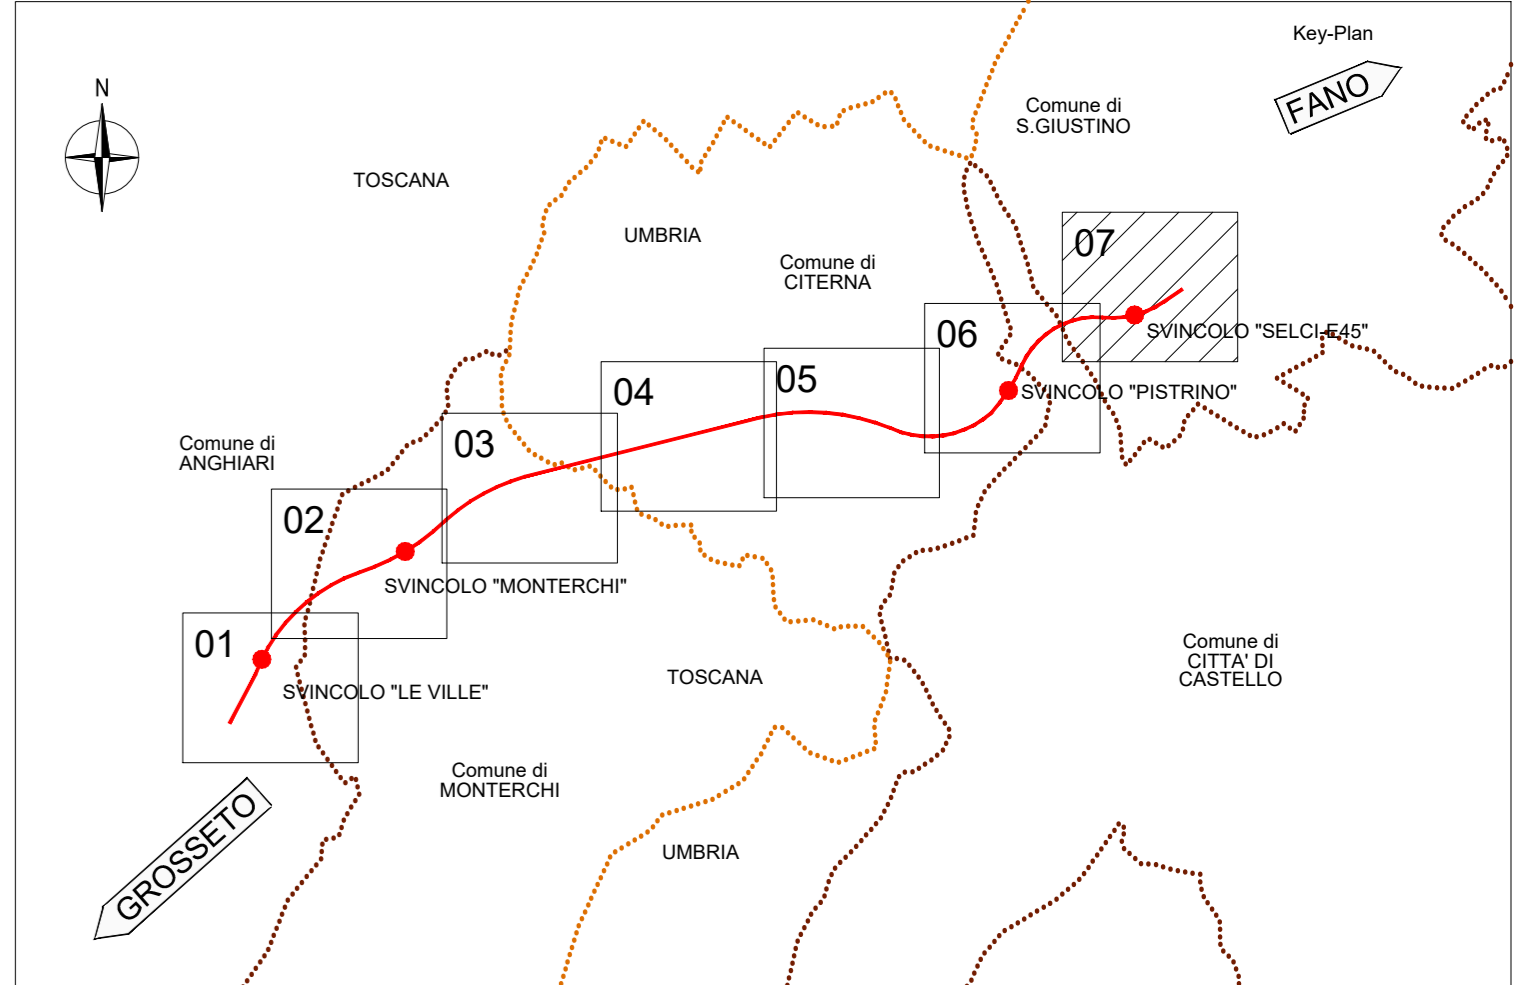 Key-Plan
N
FANO
Comune di
S.GIUSTINO
TOSCANA
UMBRIA
07
Comune di
CITERNA
06
SVINCOLO "SELCI-E45"
05
04
SVINCOLO "PISTRINO"
03
Comune di
ANGHIARI
02
SVINCOLO "MONTERCHI"
01
Comune di
CITTA' DI
CASTELLO
TOSCANA
SVINCOLO "LE VILLE"
Comune di
MONTERCHI
GROSSETO
UMBRIA